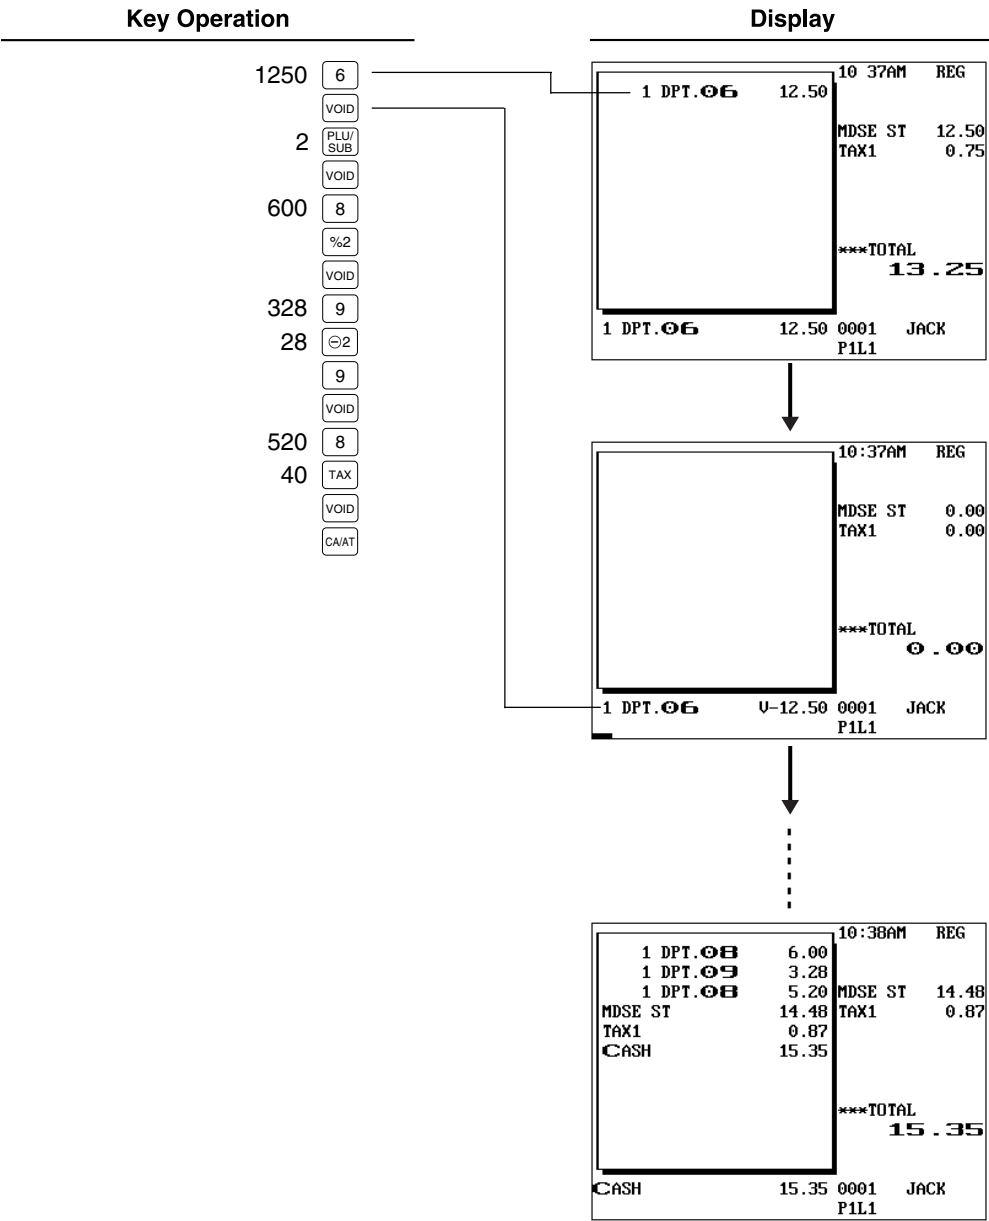 Key Operation
Display
1250 6
VOID
2 PLU/
SUB
VOID
600 8
%2
VOID
328 9
28 ⊖2
9
VOID
520 8
40 TAX
VOID
CA/AT
10 37AM REG
1 DPT.06 12.50
MDSE ST 12.50
TAX1 0.75
***TOTAL
13.25
1 DPT.06 12.50 0001 JACK
P1L1
10:37AM REG
MDSE ST 0.00
TAX1 0.00
***TOTAL
0.00
1 DPT.06 V-12.50 0001 JACK
P1L1
10:38AM REG
1 DPT.08 6.00
1 DPT.09 3.28
1 DPT.08 5.20 MDSE ST 14.48
MDSE ST 14.48 TAX1 0.87
TAX1 0.87
CASH 15.35
***TOTAL
15.35
CASH 15.35 0001 JACK
P1L1